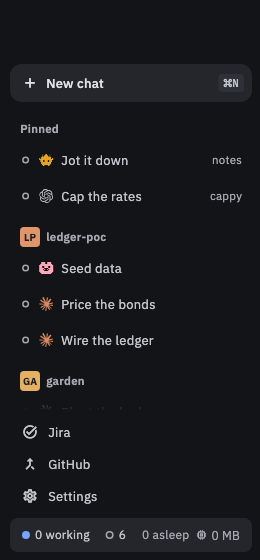 New chat ⌘N
Pinned
Jot it down notes
Cap the rates cappy
LP ledger-poc
Seed data
Price the bonds
Wire the ledger
GA garden
Jira
GitHub
Settings
0 working 6 0 asleep 0 MB